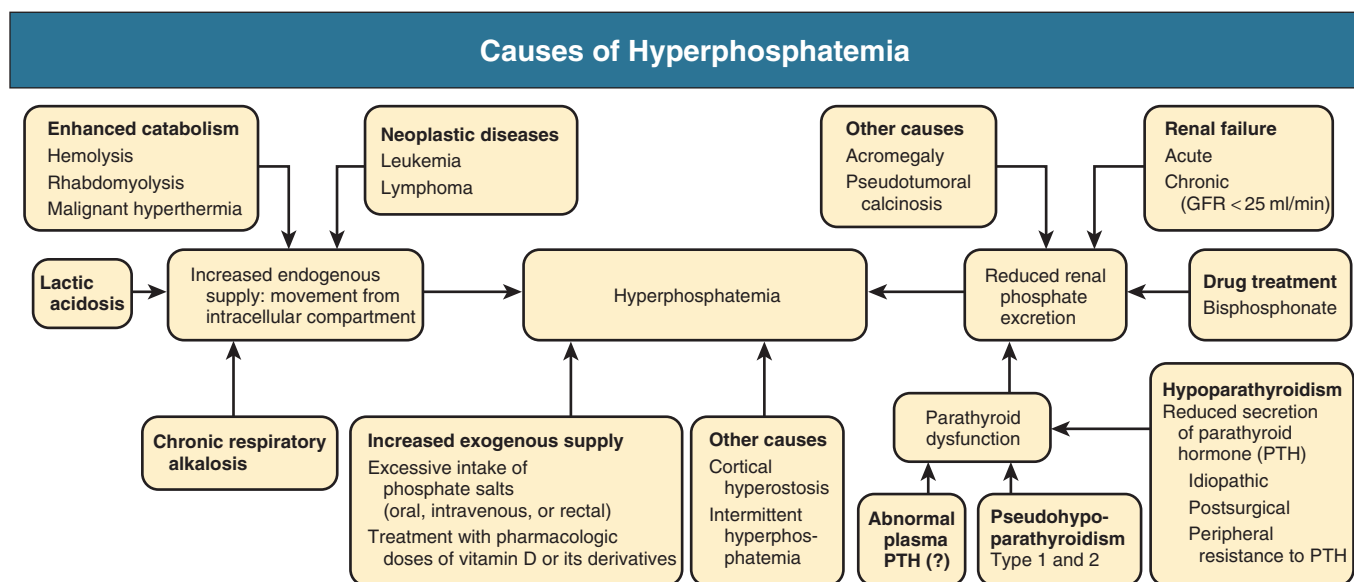 Causes of Hyperphosphatemia
Enhanced catabolism
Hemolysis
Rhabdomyolysis
Malignant hyperthermia
Neoplastic diseases
Leukemia
Lymphoma
Other causes
Acromegaly
Pseudotumoral
calcinosis
Renal failure
Acute
Chronic
(GFR < 25 ml/min)
Lactic
acidosis
Increased endogenous
supply: movement from
intracellular compartment
Hyperphosphatemia
Reduced renal
phosphate
excretion
Drug treatment
Bisphosphonate
Chronic respiratory
alkalosis
Increased exogenous supply
Excessive intake of
phosphate salts
(oral, intravenous, or rectal)
Treatment with pharmacologic
doses of vitamin D or its derivatives
Other causes
Cortical
hyperostosis
Intermittent
hyperphos-
phatemia
Parathyroid
dysfunction
Abnormal
plasma
PTH (?)
Pseudohypo-
parathyroidism
Type 1 and 2
Hypoparathyroidism
Reduced secretion
of parathyroid
hormone (PTH)
Idiopathic
Postsurgical
Peripheral
resistance to PTH